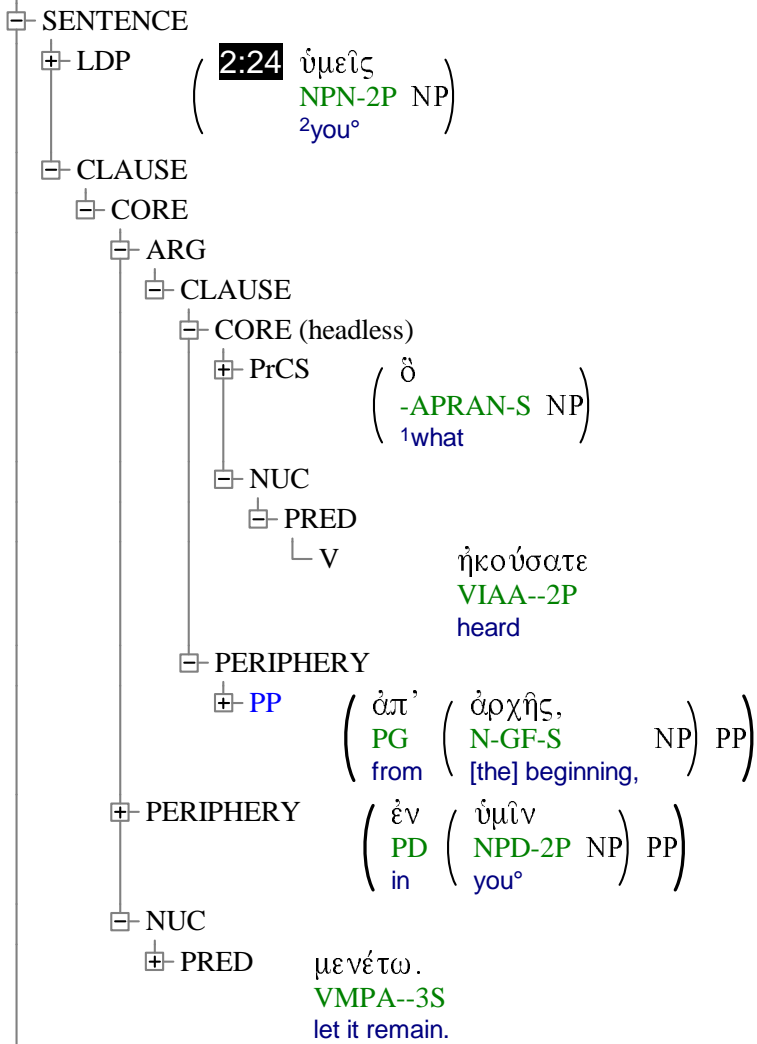 SENTENCE
LDP ( 2:24 ὑμεῖς
NPN-2P NP)
²you°
CLAUSE
CORE
ARG
CLAUSE
CORE (headless)
PrCS ( ὃ
-APRAN-S NP)
¹what
NUC
PRED
V ἠκούσατε
VIAA--2P
heard
PERIPHERY
PP ( ἀπ’ ( ἀρχῆς,
PG N-GF-S NP) PP)
from [the] beginning,
PERIPHERY ( ἐν ( ὑμῖν
PD NPD-2P NP) PP)
in you°
NUC
PRED μενέτω.
VMPA--3S
let it remain.